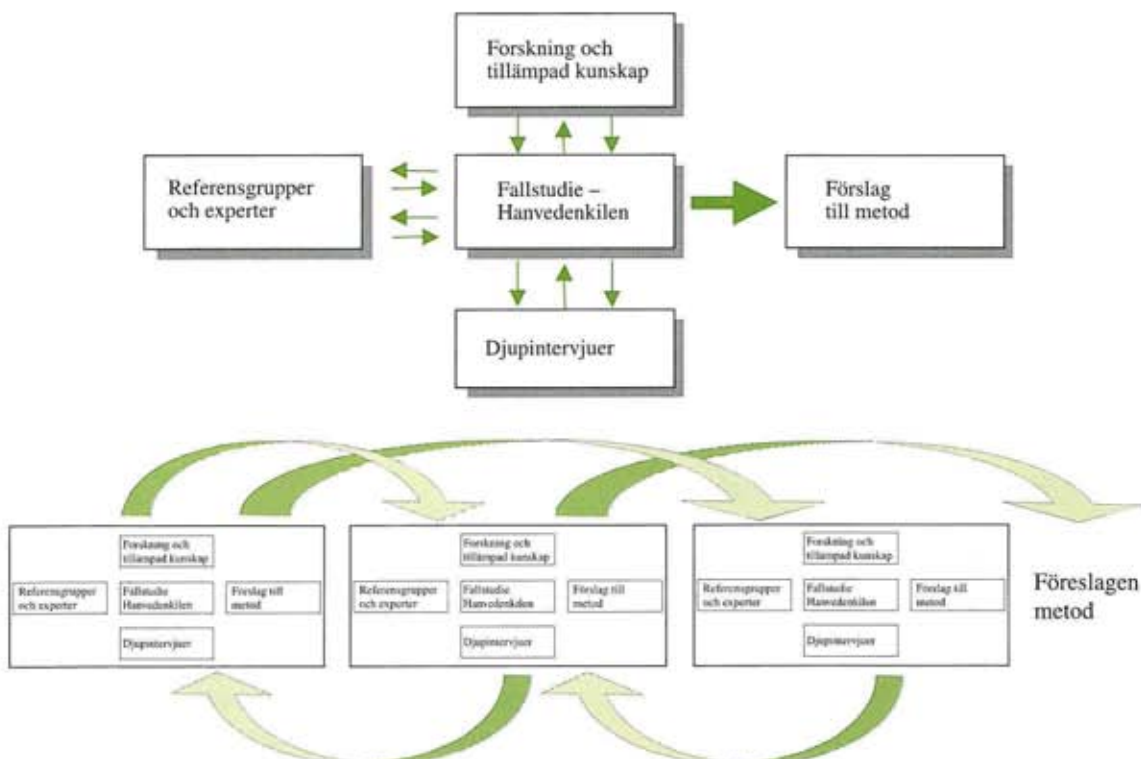 Forskning och
tillämpad kunskap
Referensgrupper
och experter
Fallstudie –
Hanvedenkilen
Förslag
till metod
Djupintervjuer
Forskning och
tillämpad kunskap
Referensgrupper
och experter
Fallstudie
Hanvedenkilen
Förslag till
metod
Djupintervjuer
Forskning och
tillämpad kunskap
Referensgrupper
och experter
Fallstudie
Hanvedenkilen
Förslag till
metod
Djupintervjuer
Forskning och
tillämpad kunskap
Referensgrupper
och experter
Fallstudie
Hanvedenkilen
Förslag till
metod
Djupintervjuer
Föreslagen
metod